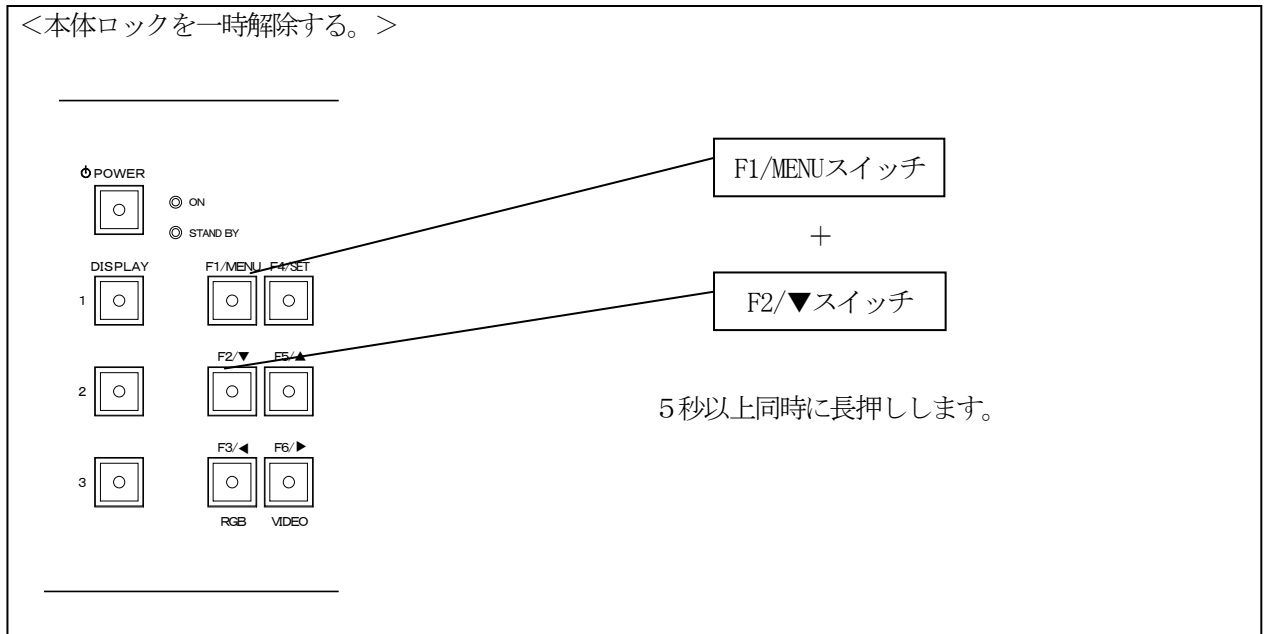 ＜本体ロックを一時解除する。＞
POWER
ON
STAND BY
DISPLAY
F1/MENU F4/SET
1
F2/▼ F5/▲
2
F3/◀ F6/▶
3
RGB VIDEO
F1/MENUスイッチ
＋
F2/▼スイッチ
５秒以上同時に長押しします。